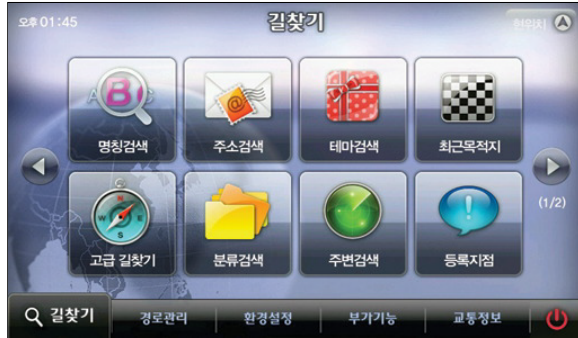 오후 01:45
길찾기
현위치
명칭검색
주소검색
테마검색
최근목적지
고급 길찾기
분류검색
주변검색
등록지점
(1/2)
길찾기
경로관리
환경설정
부가기능
교통정보